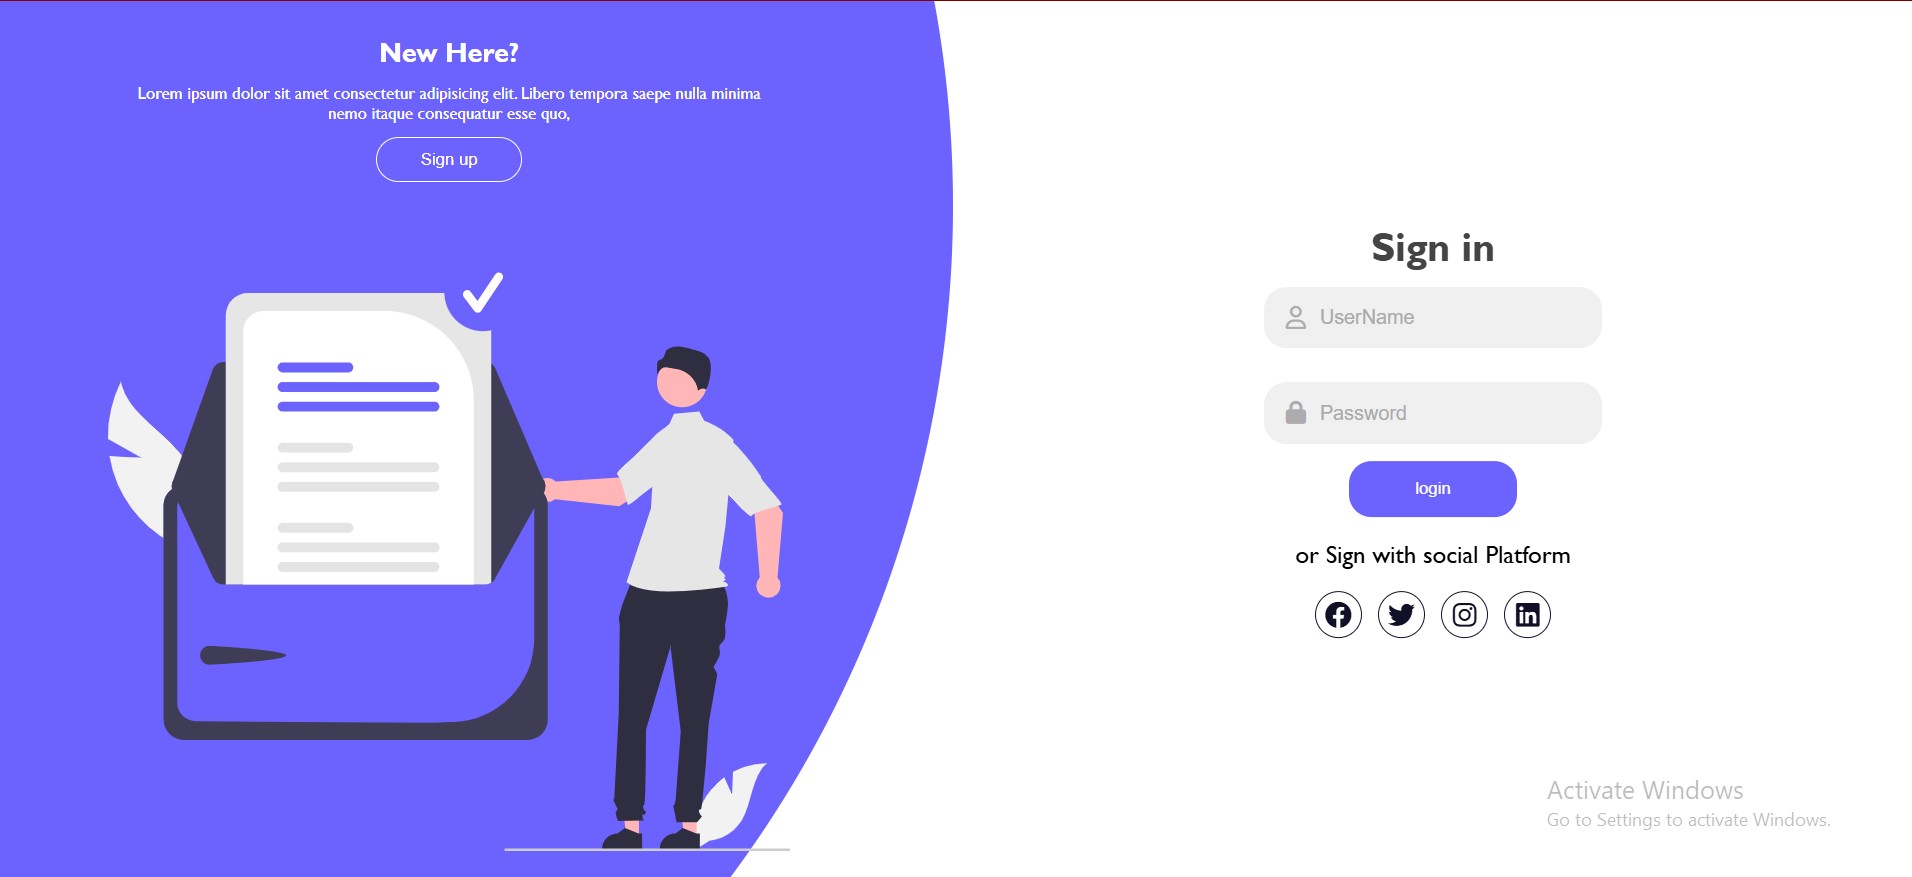 New Here?
Lorem ipsum dolor sit amet consectetur adipisicing elit. Libero tempora saepe nulla minima
nemo itaque consequatur esse quo,
Sign up
Sign in
UserName
Password
login
or Sign with social Platform
Activate Windows
Go to Settings to activate Windows.